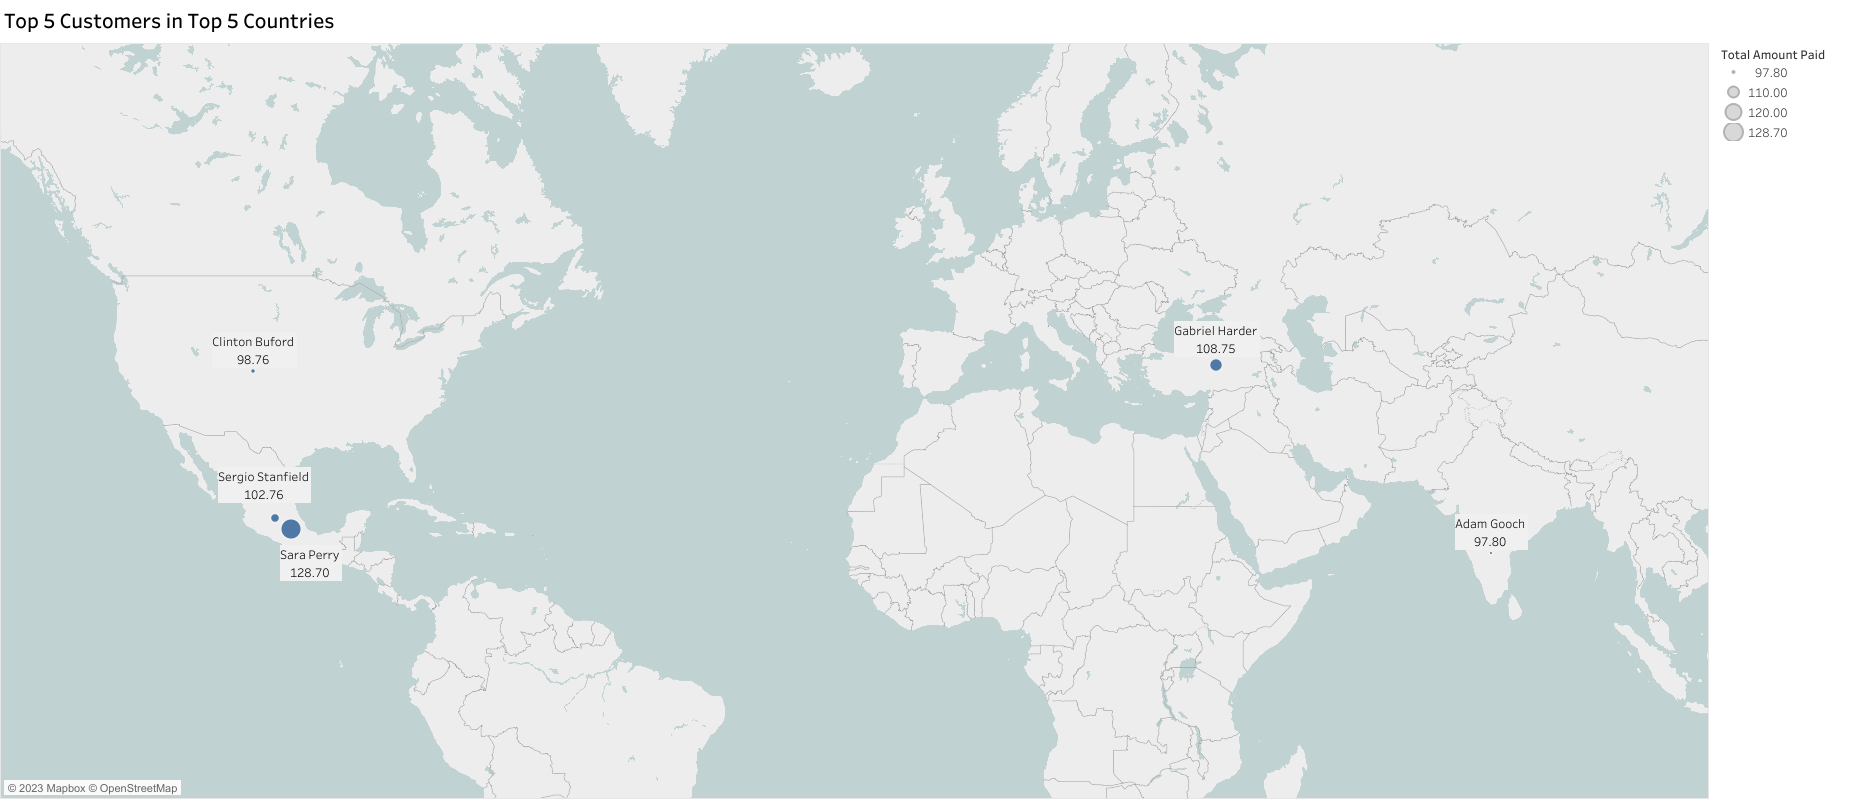 Top 5 Customers in Top 5 Countries
Total Amount Paid
97.80
110.00
120.00
128.70
Clinton Buford
98.76
Gabriel Harder
108.75
Sergio Stanfield
102.76
Sara Perry
128.70
Adam Gooch
97.80
© 2023 Mapbox © OpenStreetMap